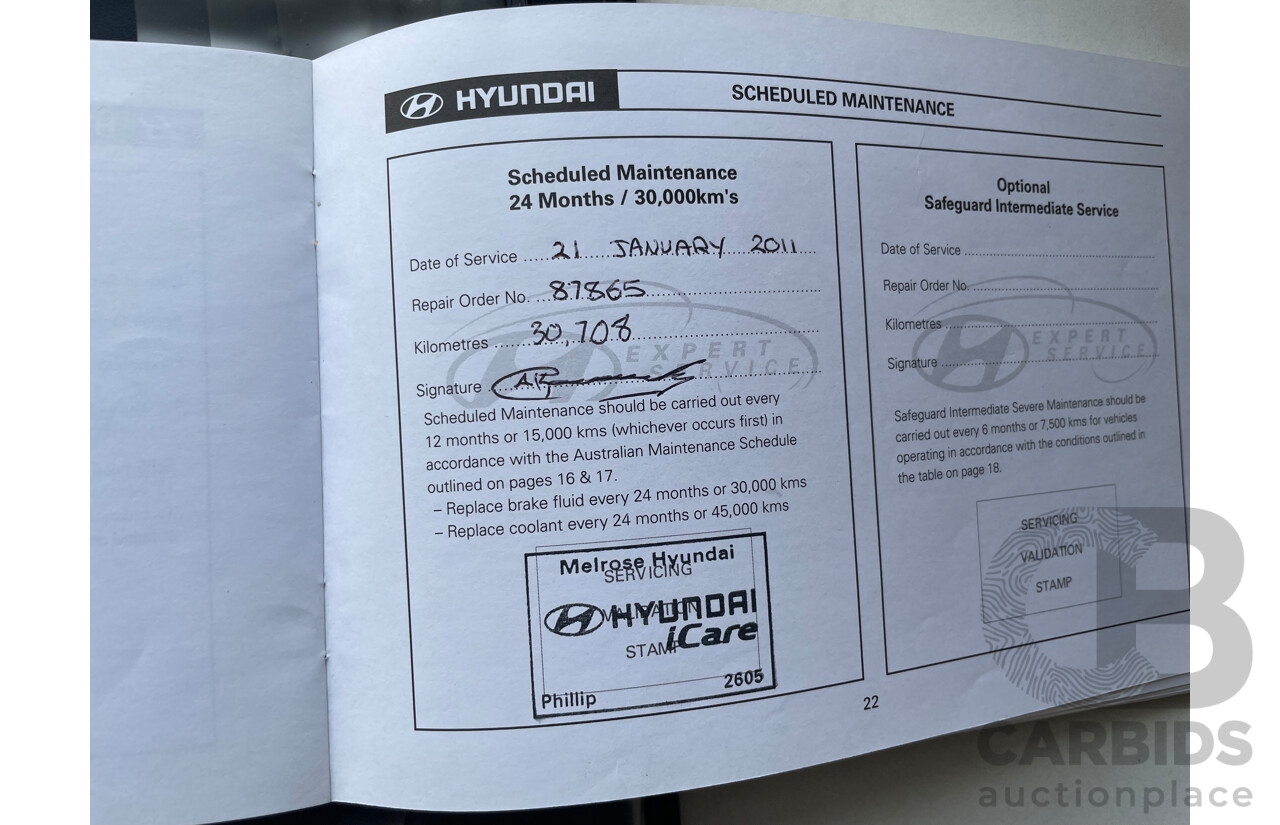 HYUNDAI
SCHEDULED MAINTENANCE
Scheduled Maintenance
24 Months / 30,000km's
Date of Service ..... 21 JANUARY 2011
Repair Order No. ... 87865
Kilometres ....... 30,708
Signature
EXPERT
SERVICE
Scheduled Maintenance should be carried out every
12 months or 15,000 kms (whichever occurs first) in
accordance with the Australian Maintenance Schedule
outlined on pages 16 & 17.
– Replace brake fluid every 24 months or 30,000 kms
– Replace coolant every 24 months or 45,000 kms
Melrose Hyundai
SERVICING
VALIDATION
HYUNDAI
iCare
STAMP
Phillip 2605
Optional
Safeguard Intermediate Service
Date of Service
Repair Order No.
Kilometres
Signature
EXPERT
SERVICE
Safeguard Intermediate Severe Maintenance should be
carried out every 6 months or 7,500 kms for vehicles
operating in accordance with the conditions outlined in
the table on page 18.
SERVICING
VALIDATION
STAMP
22
CARBIDS
auctionplace